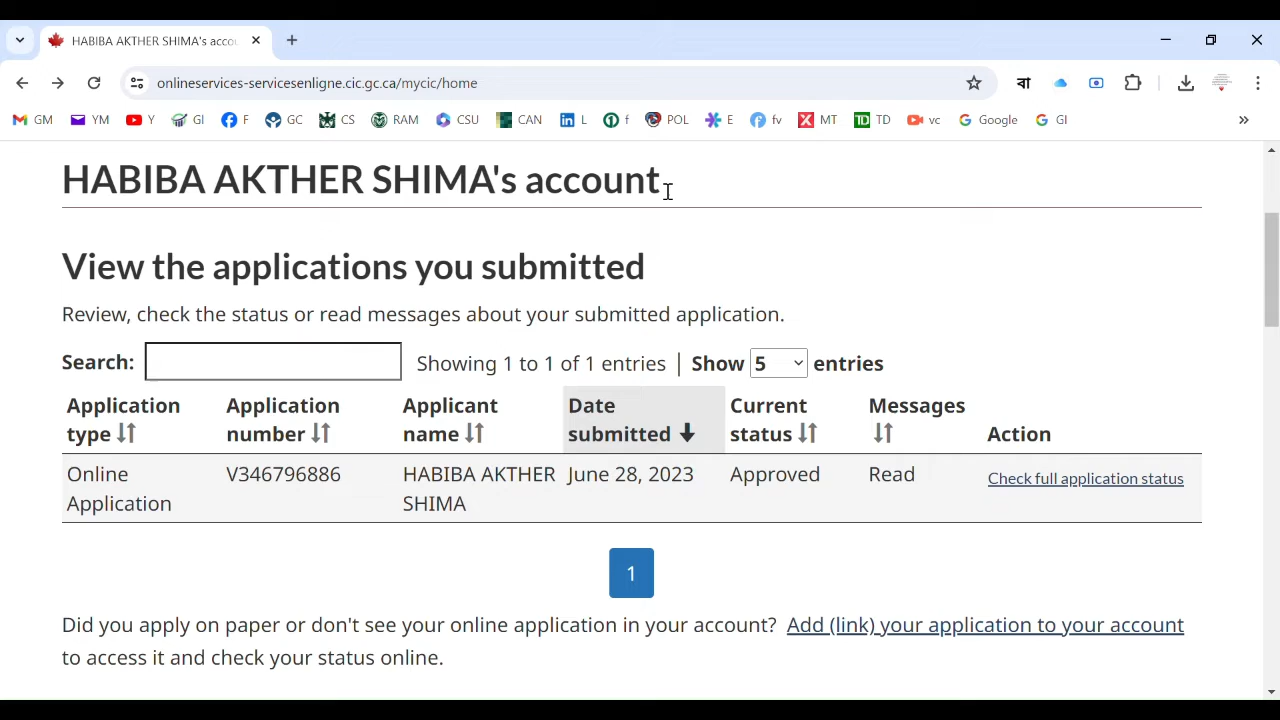 HABIBA AKTHER SHIMA's accou
onlineservices-servicesenligne.cic.gc.ca/mycic/home
বা
GM YM Y GI F GC CS RAM CSU CAN L f POL E fv MT TD vc Google GI
HABIBA AKTHER SHIMA's account
View the applications you submitted
Review, check the status or read messages about your submitted application.
Search: Showing 1 to 1 of 1 entries | Show 5 entries
Application Application Applicant Date Current Messages
type number name submitted status Action
Online V346796886 HABIBA AKTHER June 28, 2023 Approved Read Check full application status
Application SHIMA
1
Did you apply on paper or don't see your online application in your account? Add (link) your application to your account
to access it and check your status online.